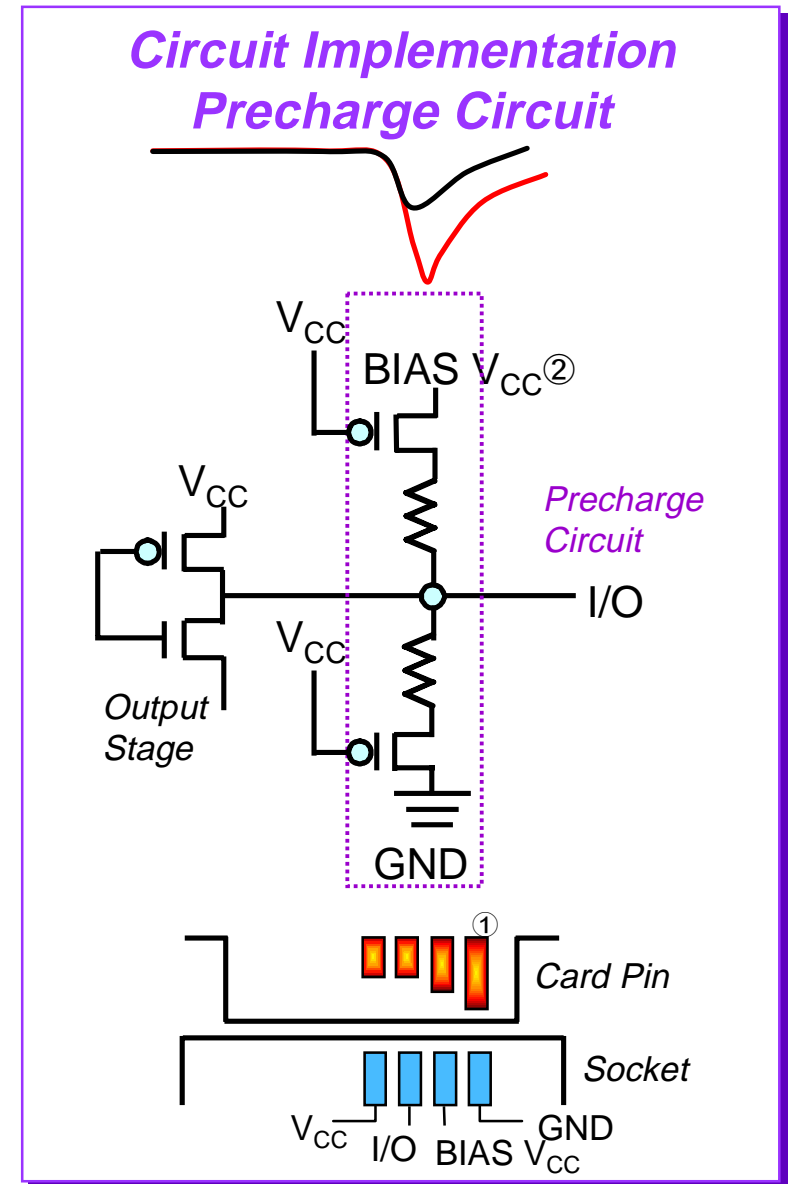 Circuit Implementation
Precharge Circuit
VCC
BIAS VCC②
VCC
Precharge
Circuit
I/O
VCC
Output
Stage
GND
①
Card Pin
Socket
VCC I/O BIAS VCC GND